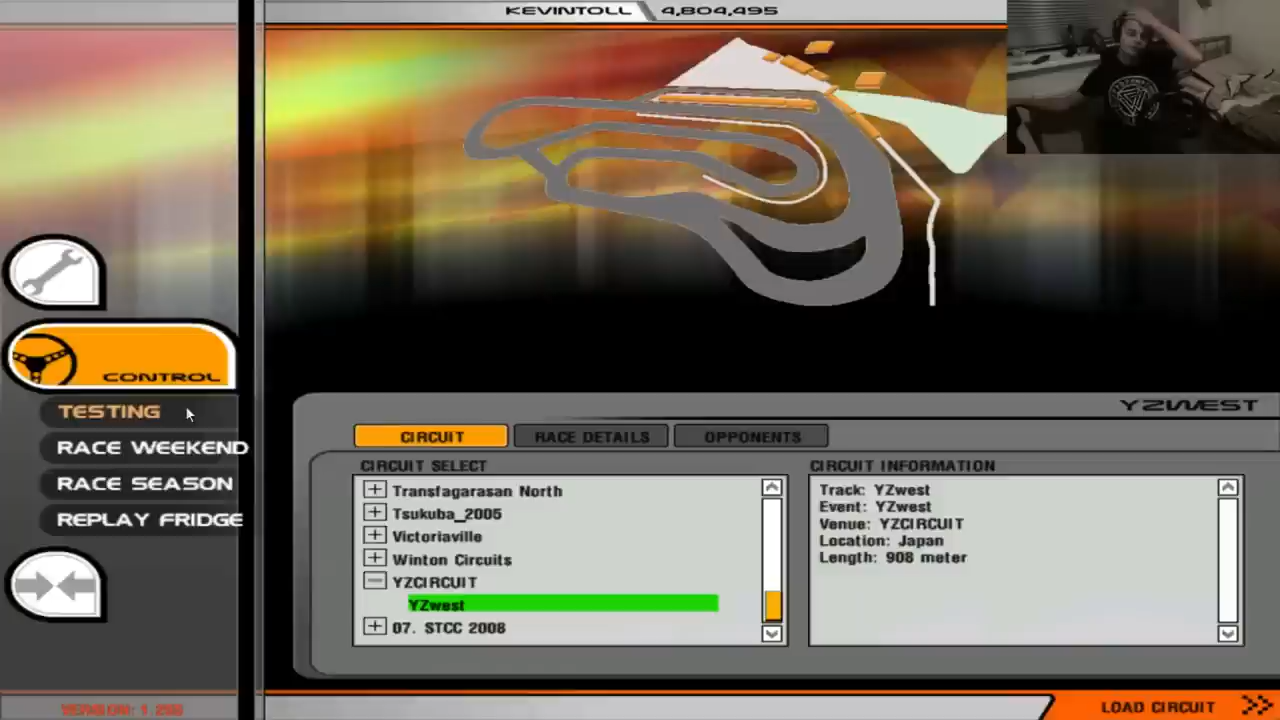 KEVINTOLL 4,804,495
CONTROL
TESTING
RACE WEEKEND
RACE SEASON
REPLAY FRIDGE
YZWEST
CIRCUIT
RACE DETAILS
OPPONENTS
CIRCUIT SELECT
Transfagarasan North
Tsukuba_2005
Victoriaville
Winton Circuits
YZCIRCUIT
YZwest
07. STCC 2008
CIRCUIT INFORMATION
Track: YZwest
Event: YZwest
Venue: YZCIRCUIT
Location: Japan
Length: 908 meter
LOAD CIRCUIT >>